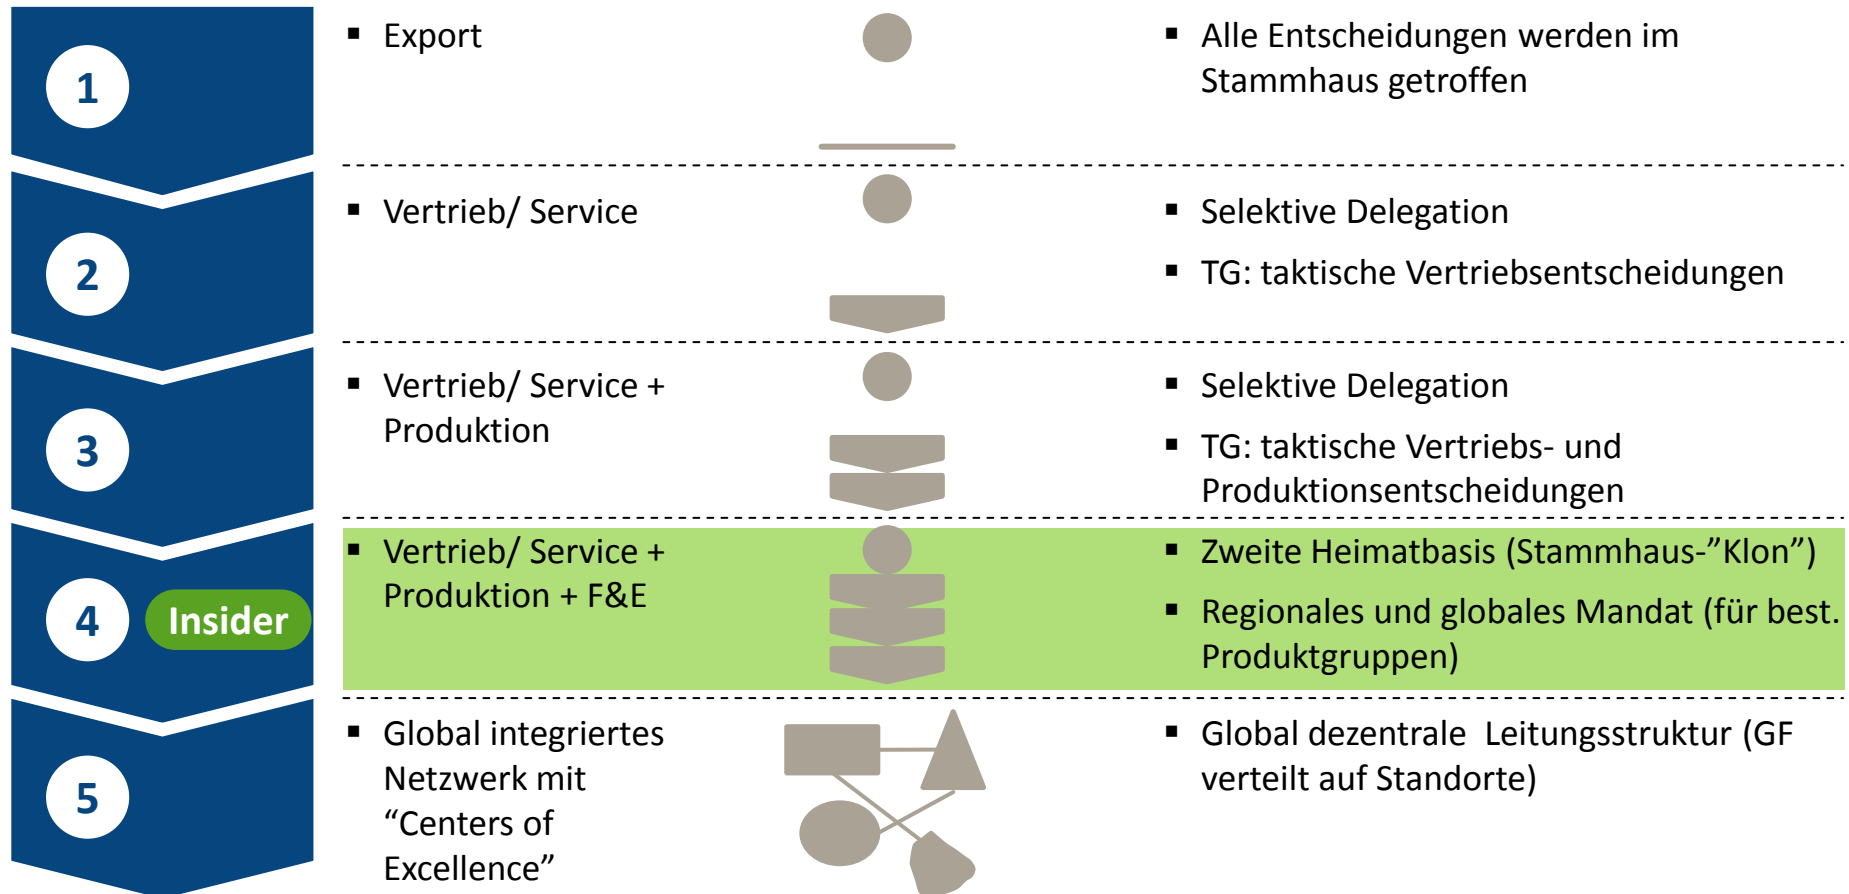 1
▪ Export
▪ Alle Entscheidungen werden im
Stammhaus getroffen
2
▪ Vertrieb/ Service
▪ Selektive Delegation
▪ TG: taktische Vertriebsentscheidungen
3
▪ Vertrieb/ Service +
Produktion
▪ Selektive Delegation
▪ TG: taktische Vertriebs- und
Produktionsentscheidungen
4
Insider
▪ Vertrieb/ Service +
Produktion + F&E
▪ Zweite Heimatbasis (Stammhaus-”Klon”)
▪ Regionales und globales Mandat (für best.
Produktgruppen)
5
▪ Global integriertes
Netzwerk mit
“Centers of
Excellence”
▪ Global dezentrale  Leitungsstruktur (GF
verteilt auf Standorte)